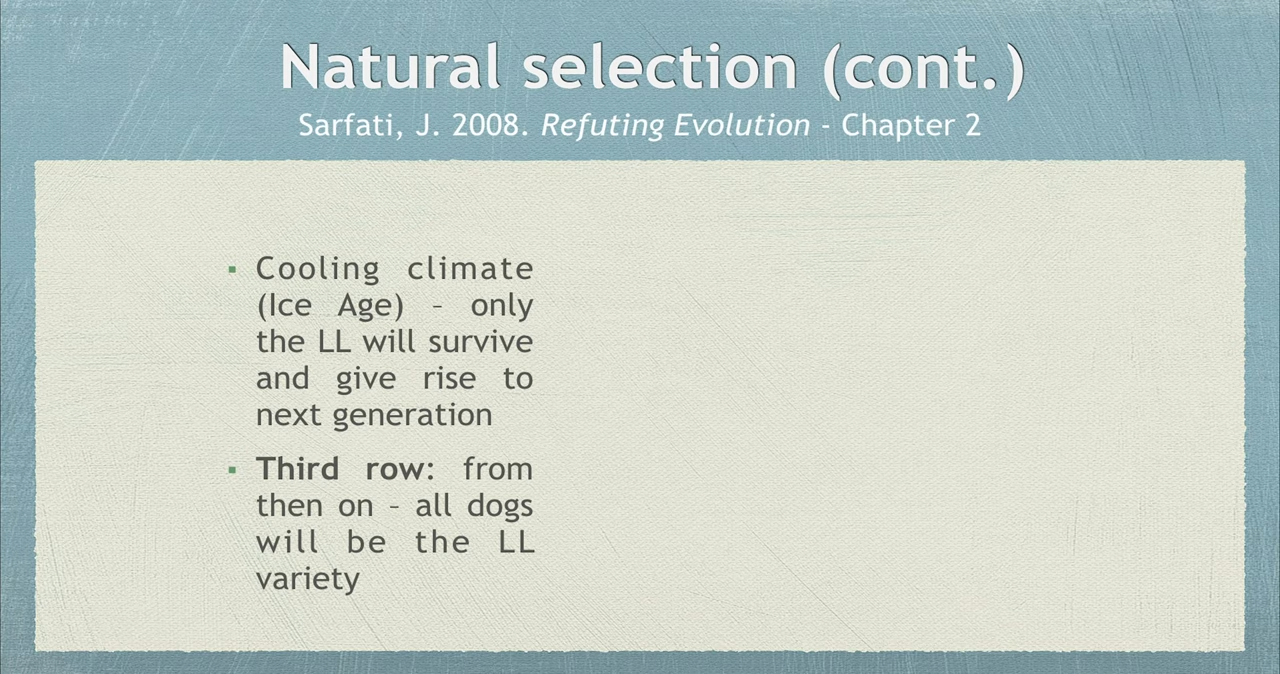 Natural selection (cont.)
Sarfati, J. 2008. Refuting Evolution - Chapter 2
▪ Cooling climate
(Ice Age) – only
the LL will survive
and give rise to
next generation
▪ Third row: from
then on – all dogs
will be the LL
variety